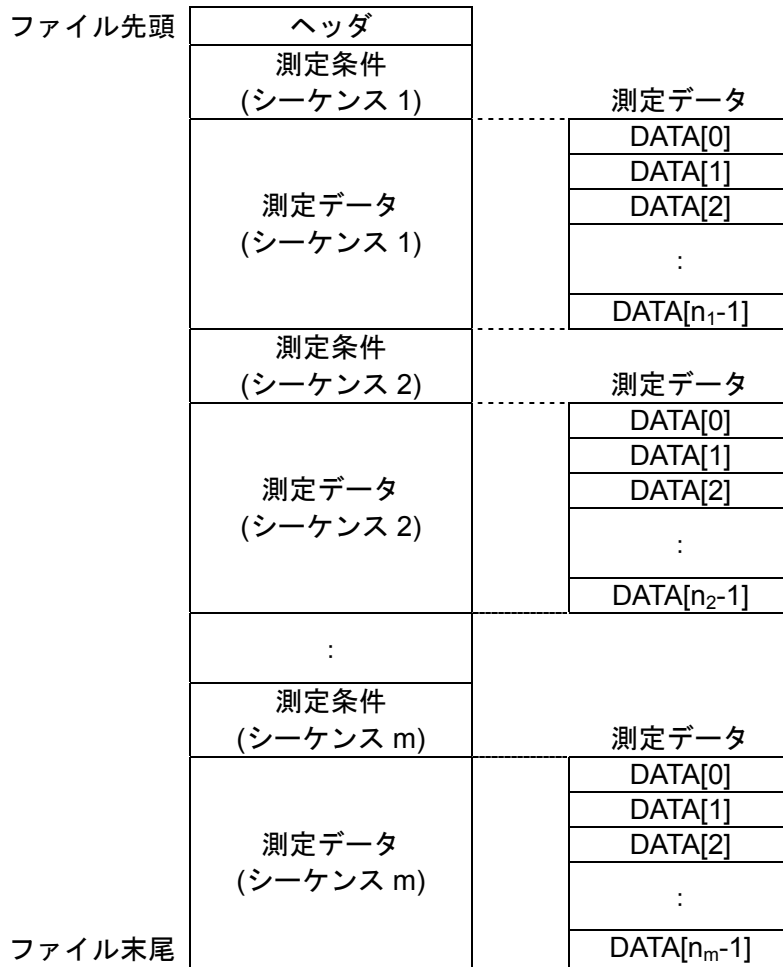 ファイル先頭
ヘッダ
測定条件
(シーケンス 1)
測定データ
(シーケンス 1)
測定データ
DATA[0]
DATA[1]
DATA[2]
:
DATA[n₁-1]
測定条件
(シーケンス 2)
測定データ
(シーケンス 2)
測定データ
DATA[0]
DATA[1]
DATA[2]
:
DATA[n₂-1]
:
測定条件
(シーケンス m)
測定データ
(シーケンス m)
測定データ
DATA[0]
DATA[1]
DATA[2]
:
DATA[nₘ-1]
ファイル末尾